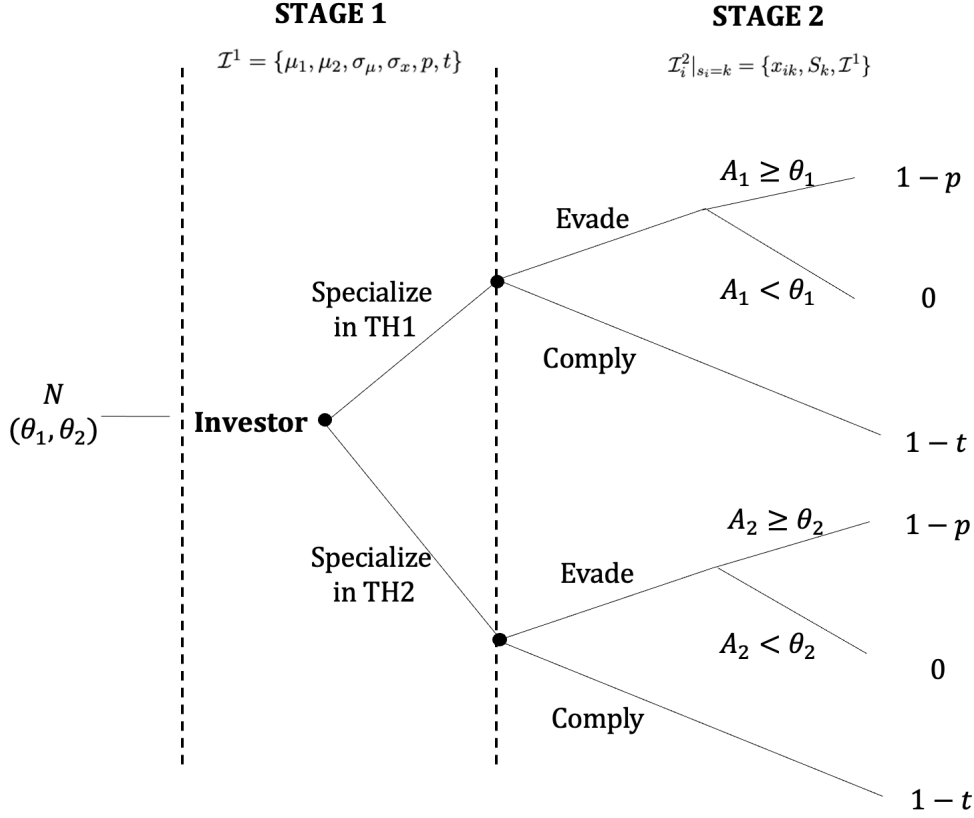 STAGE 1
STAGE 2
𝓘¹ = {μ₁, μ₂, σ_μ, σ_x, p, t}
𝓘ᵢ²|ₛᵢ₌ₖ = {xᵢₖ, Sₖ, 𝓘¹}
A₁ ≥ θ₁
1 − p
Evade
Specialize
in TH1
A₁ < θ₁
0
Comply
N
(θ₁, θ₂)
Investor
1 − t
A₂ ≥ θ₂
1 − p
Specialize
in TH2
Evade
A₂ < θ₂
0
Comply
1 − t